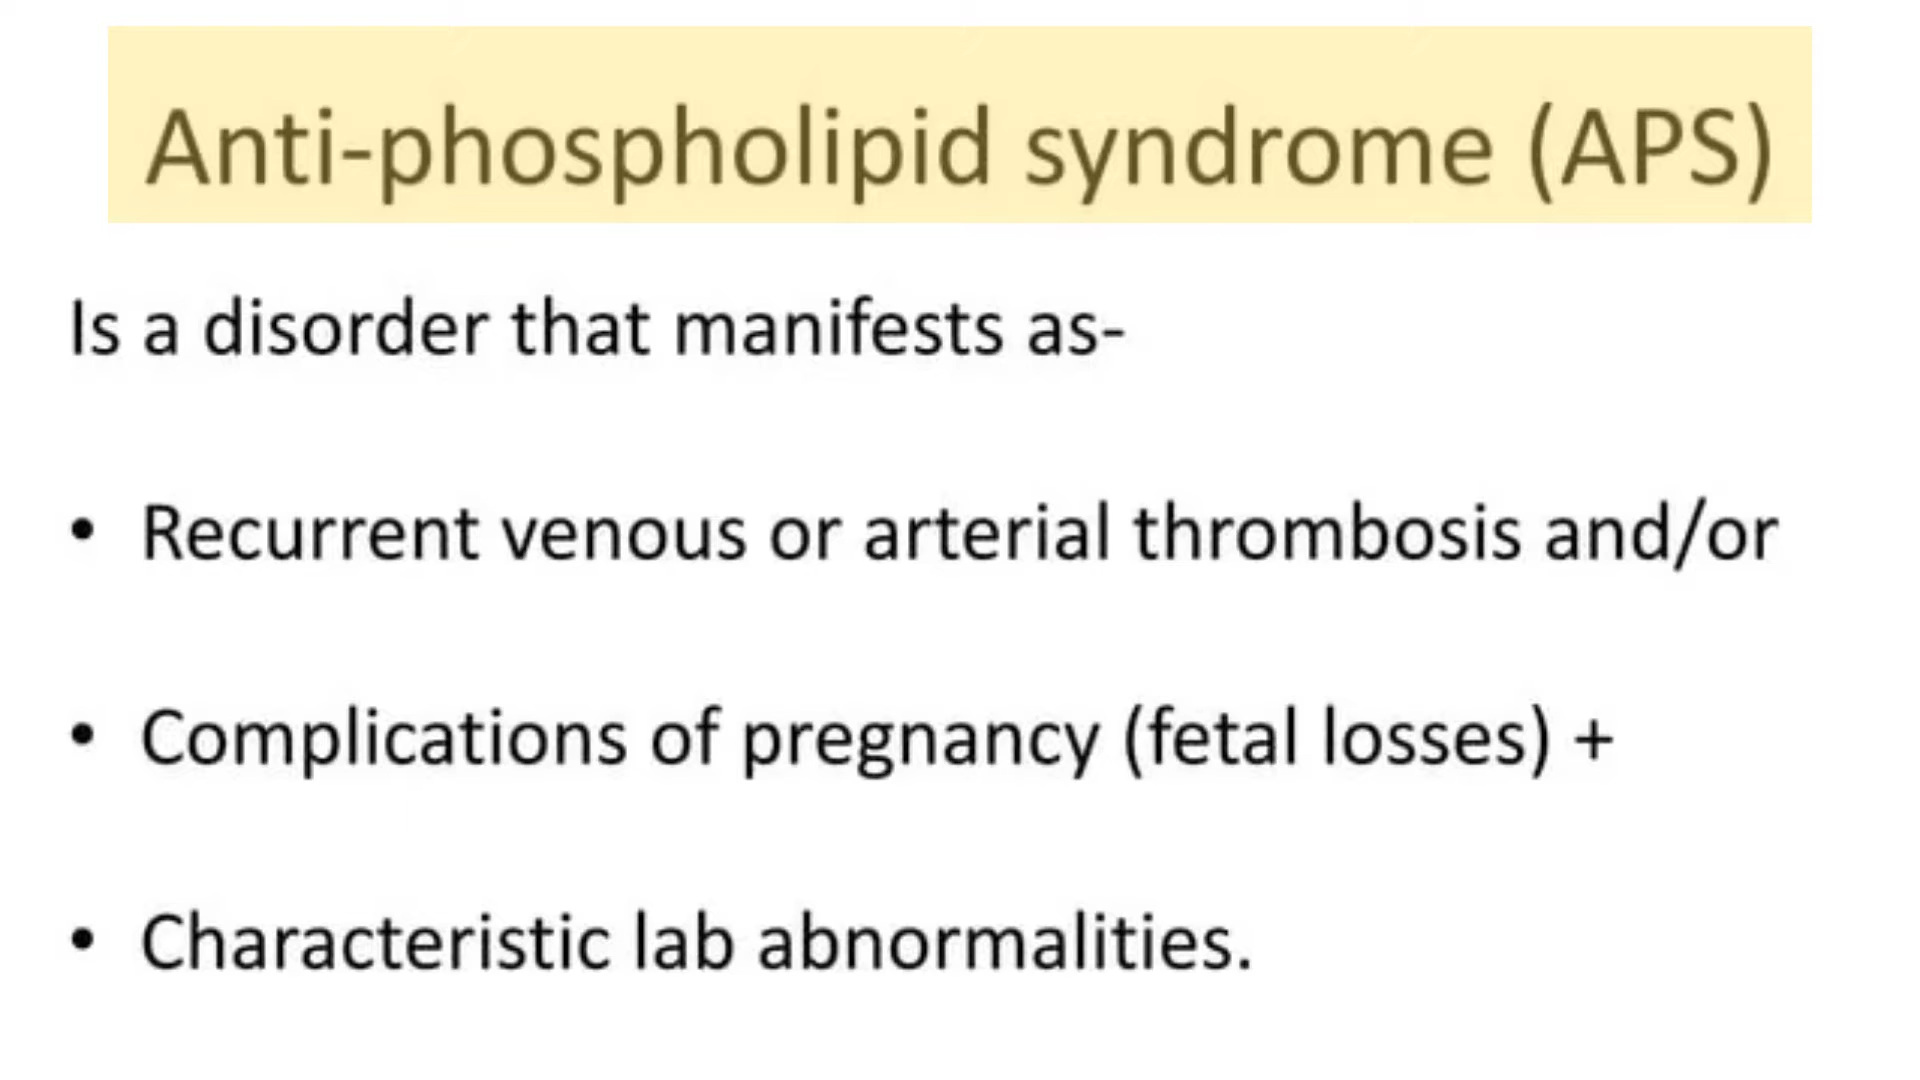 Anti-phospholipid syndrome (APS)
Is a disorder that manifests as-
• Recurrent venous or arterial thrombosis and/or
• Complications of pregnancy (fetal losses) +
• Characteristic lab abnormalities.